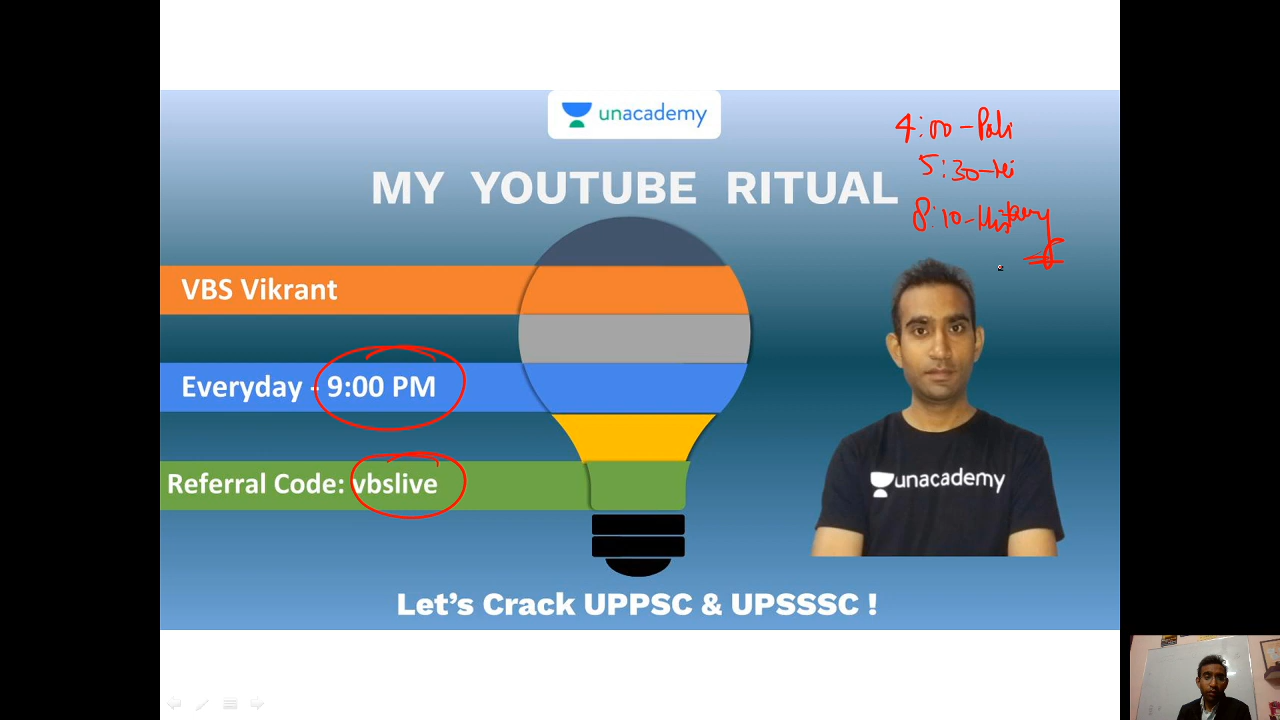 unacademy
4:00 - Poli
MY YOUTUBE RITUAL
5:30 -
8:10 - History
VBS Vikrant
Everyday - 9:00 PM
Referral Code: vbslive
unacademy
Let's Crack UPPSC & UPSSSC !